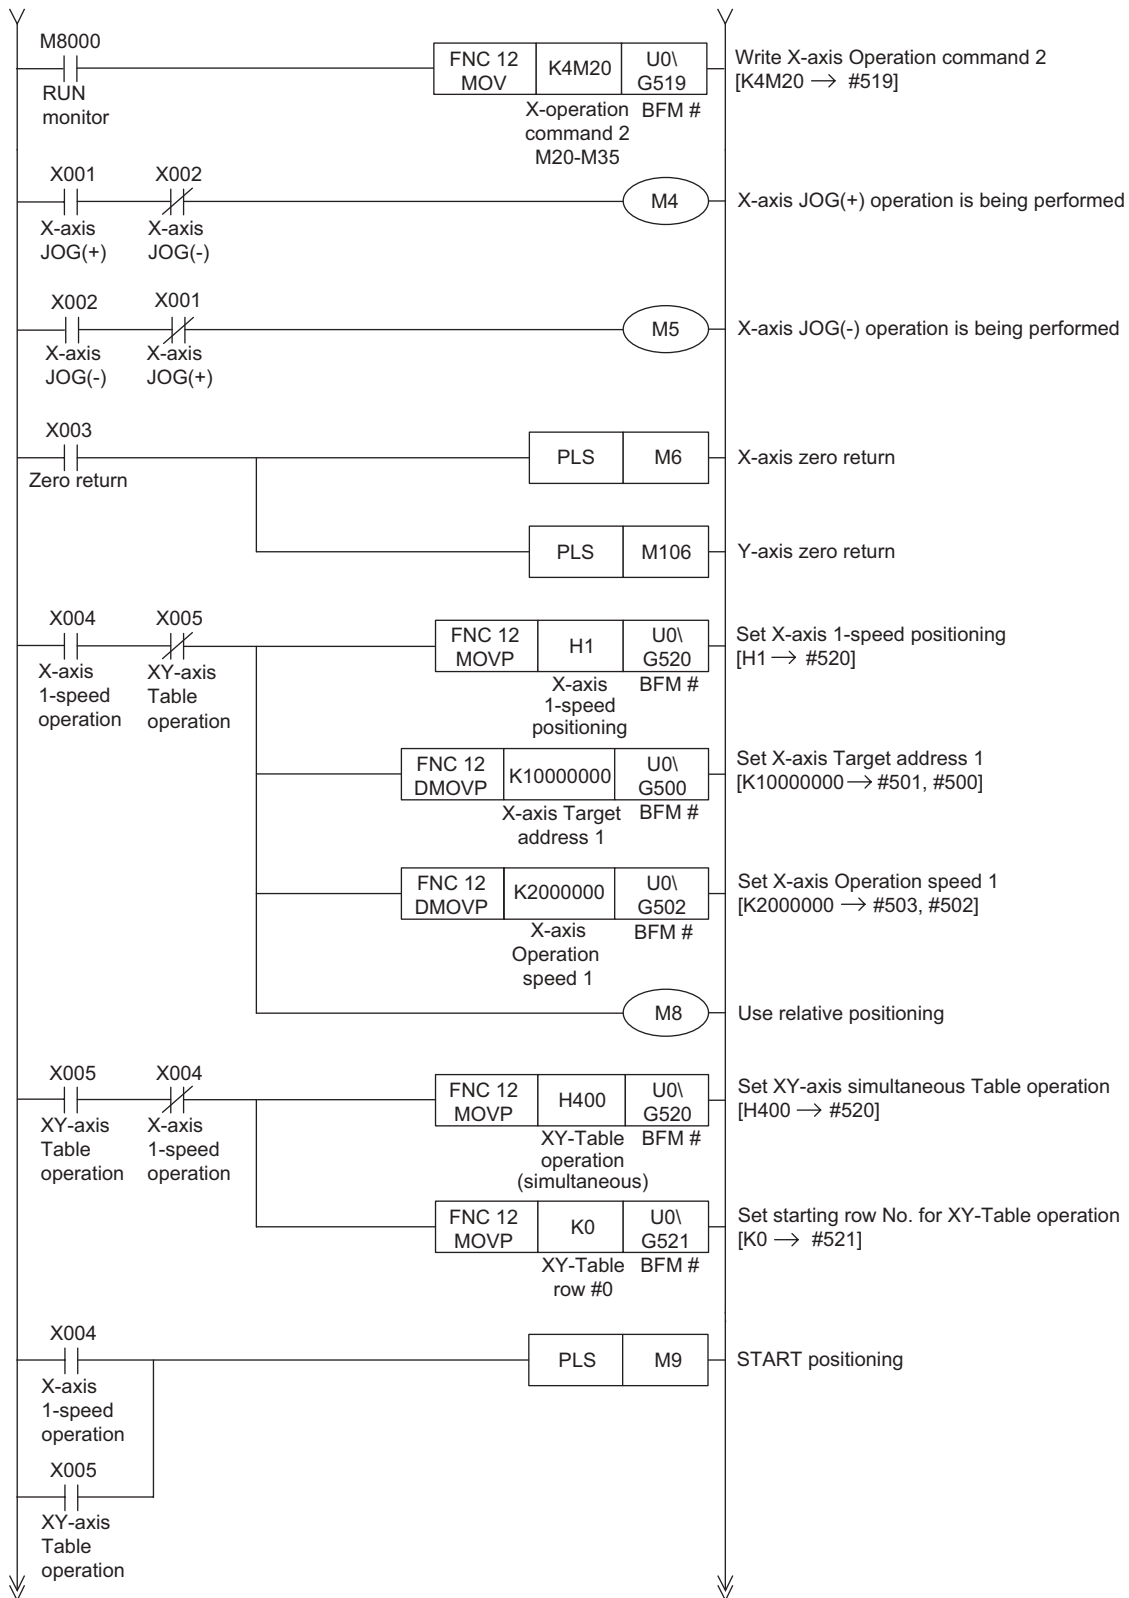 M8000
RUN
monitor
FNC 12
MOV
K4M20
U0\
G519
X-operation
command 2
M20-M35
BFM #
Write X-axis Operation command 2
[K4M20 → #519]
X001
X-axis
JOG(+)
X002
X-axis
JOG(-)
M4
X-axis JOG(+) operation is being performed
X002
X-axis
JOG(-)
X001
X-axis
JOG(+)
M5
X-axis JOG(-) operation is being performed
X003
Zero return
PLS
M6
X-axis zero return
PLS
M106
Y-axis zero return
X004
X-axis
1-speed
operation
X005
XY-axis
Table
operation
FNC 12
MOVP
H1
U0\
G520
X-axis
1-speed
positioning
BFM #
Set X-axis 1-speed positioning
[H1 → #520]
FNC 12
DMOVP
K10000000
U0\
G500
X-axis Target
address 1
BFM #
Set X-axis Target address 1
[K10000000 → #501, #500]
FNC 12
DMOVP
K2000000
U0\
G502
X-axis
Operation
speed 1
BFM #
Set X-axis Operation speed 1
[K2000000 → #503, #502]
M8
Use relative positioning
X005
XY-axis
Table
operation
X004
X-axis
1-speed
operation
FNC 12
MOVP
H400
U0\
G520
XY-Table
operation
(simultaneous)
BFM #
Set XY-axis simultaneous Table operation
[H400 → #520]
FNC 12
MOVP
K0
U0\
G521
XY-Table
row #0
BFM #
Set starting row No. for XY-Table operation
[K0 → #521]
X004
X-axis
1-speed
operation
PLS
M9
START positioning
X005
XY-axis
Table
operation